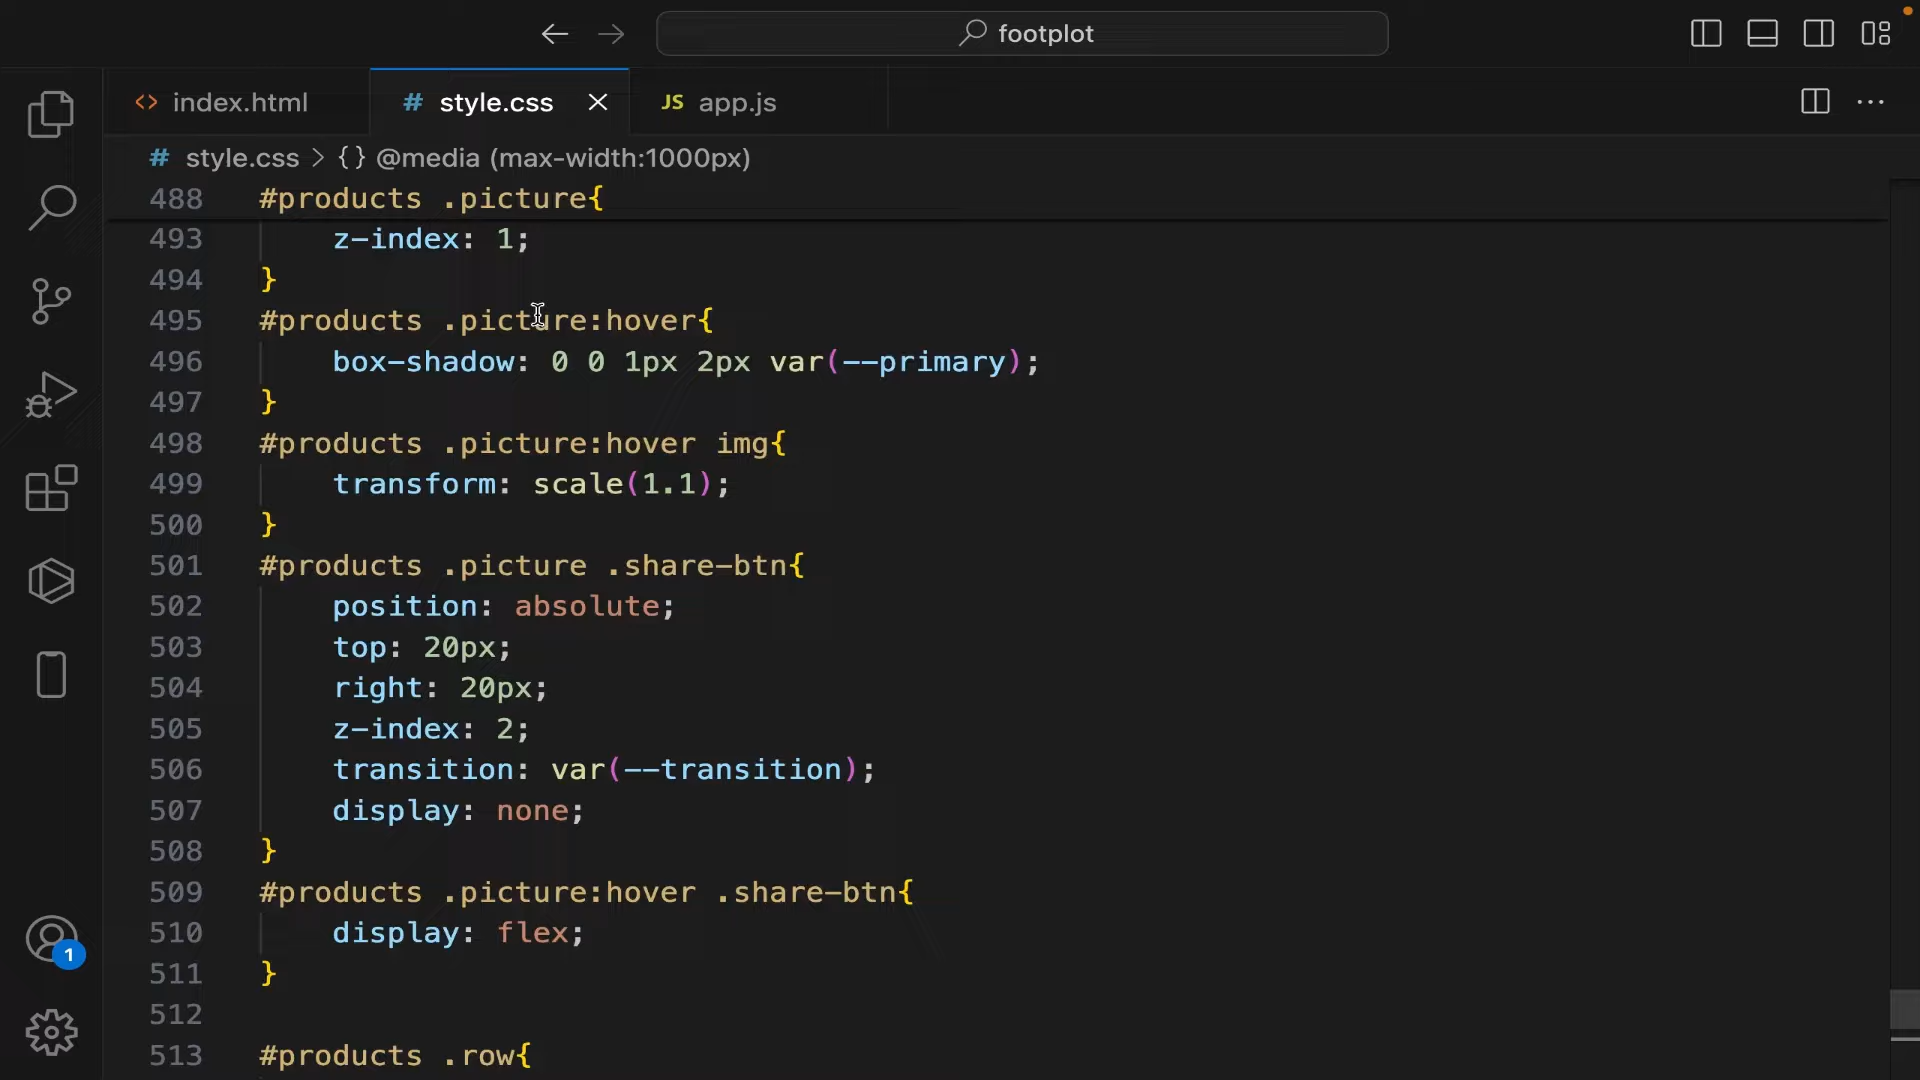 footplot
<> index.html # style.css JS app.js
# style.css > {} @media (max-width:1000px)
488 #products .picture{
493 z-index: 1;
494 }
495 #products .picture:hover{
496 box-shadow: 0 0 1px 2px var(--primary);
497 }
498 #products .picture:hover img{
499 transform: scale(1.1);
500 }
501 #products .picture .share-btn{
502 position: absolute;
503 top: 20px;
504 right: 20px;
505 z-index: 2;
506 transition: var(--transition);
507 display: none;
508 }
509 #products .picture:hover .share-btn{
510 display: flex;
511 }
512
513 #products .row{
1